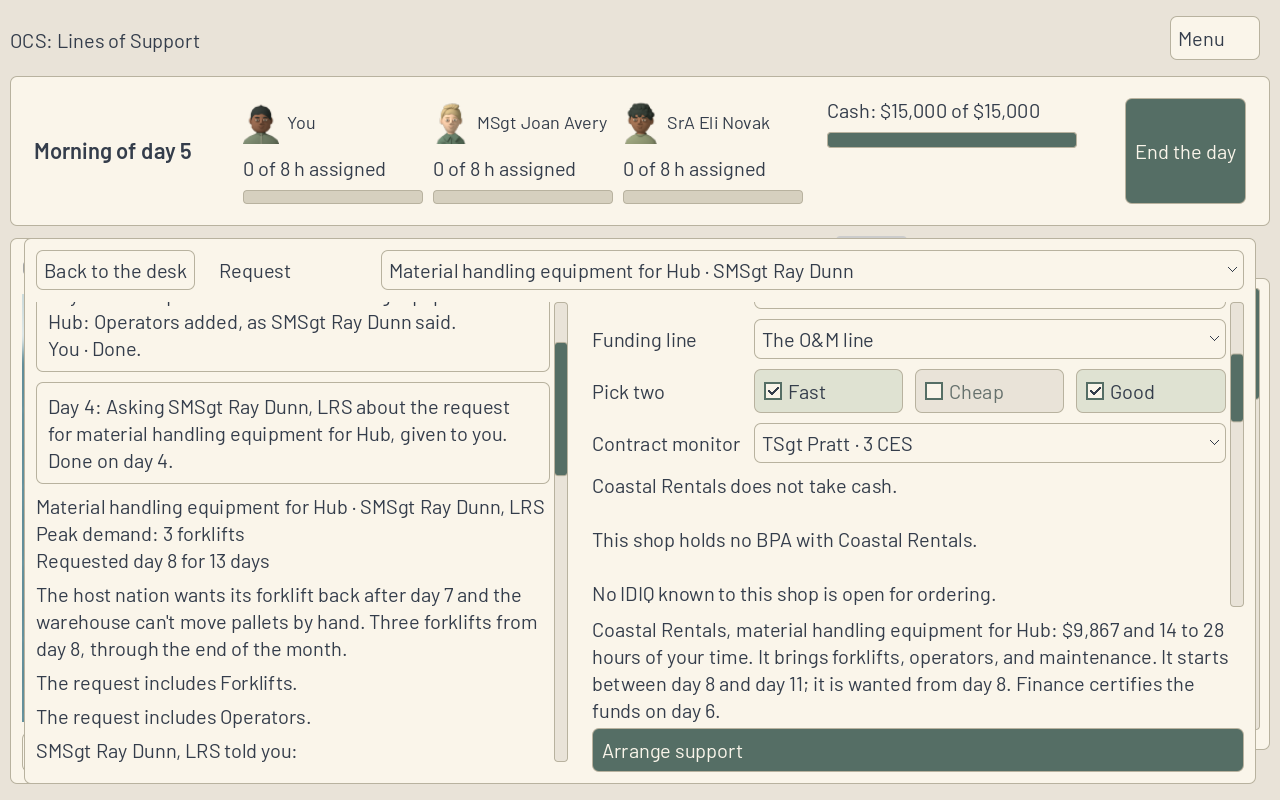 OCS: Lines of Support
Menu
Morning of day 5
You
0 of 8 h assigned
MSgt Joan Avery
0 of 8 h assigned
SrA Eli Novak
0 of 8 h assigned
Cash: $15,000 of $15,000
End the day
Back to the desk
Request
Material handling equipment for Hub · SMSgt Ray Dunn
Hub: Operators added, as SMSgt Ray Dunn said.
You · Done.
Day 4: Asking SMSgt Ray Dunn, LRS about the request
for material handling equipment for Hub, given to you.
Done on day 4.
Material handling equipment for Hub · SMSgt Ray Dunn, LRS
Peak demand: 3 forklifts
Requested day 8 for 13 days
The host nation wants its forklift back after day 7 and the
warehouse can't move pallets by hand. Three forklifts from
day 8, through the end of the month.
The request includes Forklifts.
The request includes Operators.
SMSgt Ray Dunn, LRS told you:
Funding line
The O&M line
Pick two
Fast
Cheap
Good
Contract monitor
TSgt Pratt · 3 CES
Coastal Rentals does not take cash.
This shop holds no BPA with Coastal Rentals.
No IDIQ known to this shop is open for ordering.
Coastal Rentals, material handling equipment for Hub: $9,867 and 14 to 28
hours of your time. It brings forklifts, operators, and maintenance. It starts
between day 8 and day 11; it is wanted from day 8. Finance certifies the
funds on day 6.
Arrange support